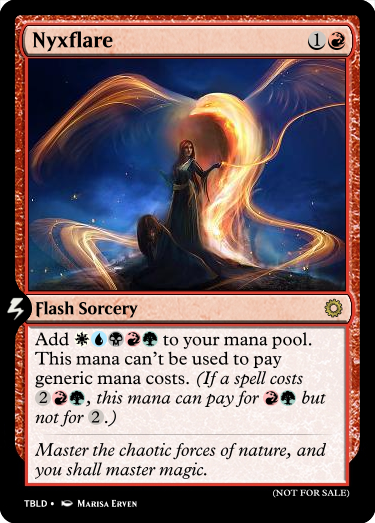 Nyxflare 1
Flash Sorcery
Add to your mana pool.
This mana can't be used to pay
generic mana costs. (If a spell costs
2 , this mana can pay for but
not for 2.)
Master the chaotic forces of nature, and
you shall master magic.
TBLD • Marisa Erven
(NOT FOR SALE)